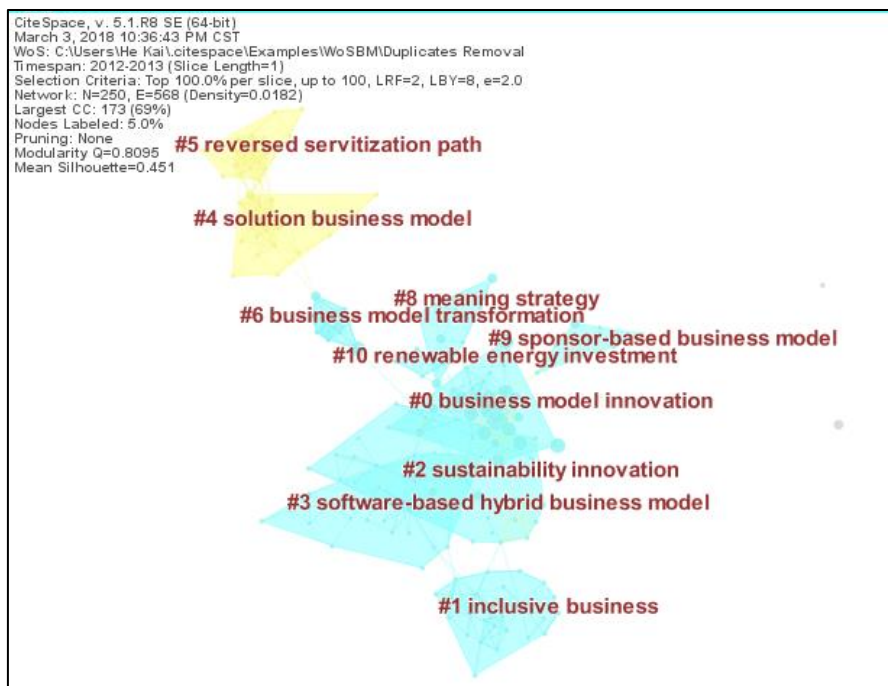 CiteSpace, v. 5.1.R8 SE (64-bit)
March 3, 2018 10:36:43 PM CST
WoS: C:\Users\He Kai\.citespace\Examples\WoSBM\Duplicates Removal
Timespan: 2012-2013 (Slice Length=1)
Selection Criteria: Top 100.0% per slice, up to 100, LRF=2, LBY=8, e=2.0
Network: N=250, E=568 (Density=0.0182)
Largest CC: 173 (69%)
Nodes Labeled: 5.0%
Pruning: None
Modularity Q=0.8095
Mean Silhouette=0.451
#5 reversed servitization path
#4 solution business model
#8 meaning strategy
#6 business model transformation
#9 sponsor-based business model
#10 renewable energy investment
#0 business model innovation
#2 sustainability innovation
#3 software-based hybrid business model
#1 inclusive business